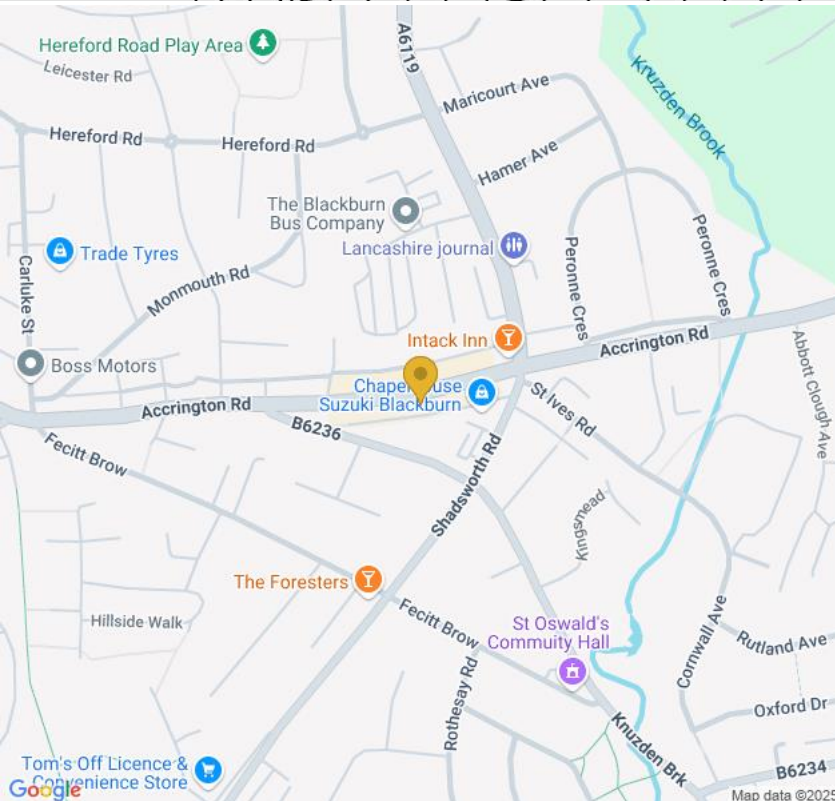 A6119
Hereford Road Play Area
Leicester Rd
Knuzden Brook
Maricourt Ave
Hereford Rd
Hereford Rd
Hamer Ave
The Blackburn
Bus Company
Lancashire journal
Peronne Cres
Peronne Cres
Trade Tyres
Carluke St
Monmouth Rd
Intack Inn
Accrington Rd
Abbott Clough Ave
Boss Motors
Chapelhouse
Suzuki Blackburn
St Ives Rd
Accrington Rd
B6236
Fecitt Brow
Shadsworth Rd
Kingsmead
The Foresters
Fecitt Brow
Hillside Walk
St Oswald's
Commuity Hall
Cornwall Ave
Rutland Ave
Rothesay Rd
Oxford Dr
Knuzden Brk
Tom's Off Licence &
Convenience Store
B6234
Google
Map data ©2025